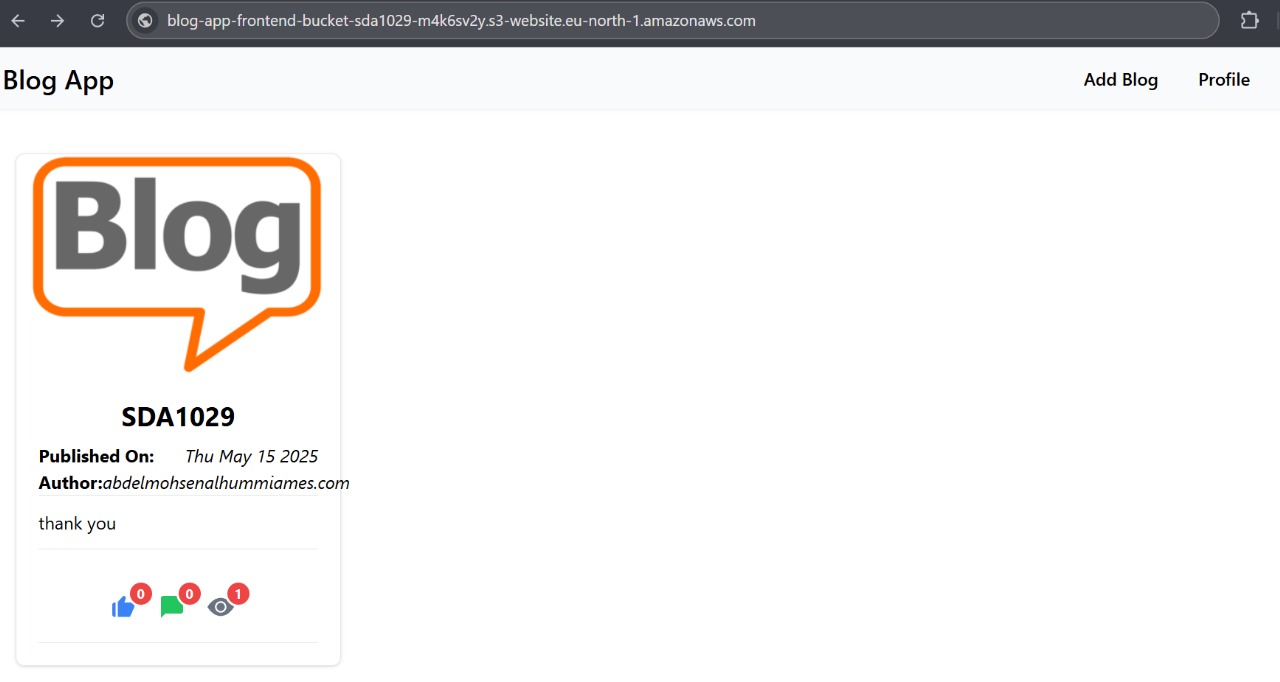 blog-app-frontend-bucket-sda1029-m4k6sv2y.s3-website.eu-north-1.amazonaws.com
Blog App
Add Blog
Profile
Blog
SDA1029
Published On: Thu May 15 2025
Author:abdelmohsenalhummiames.com
thank you
0 0 1